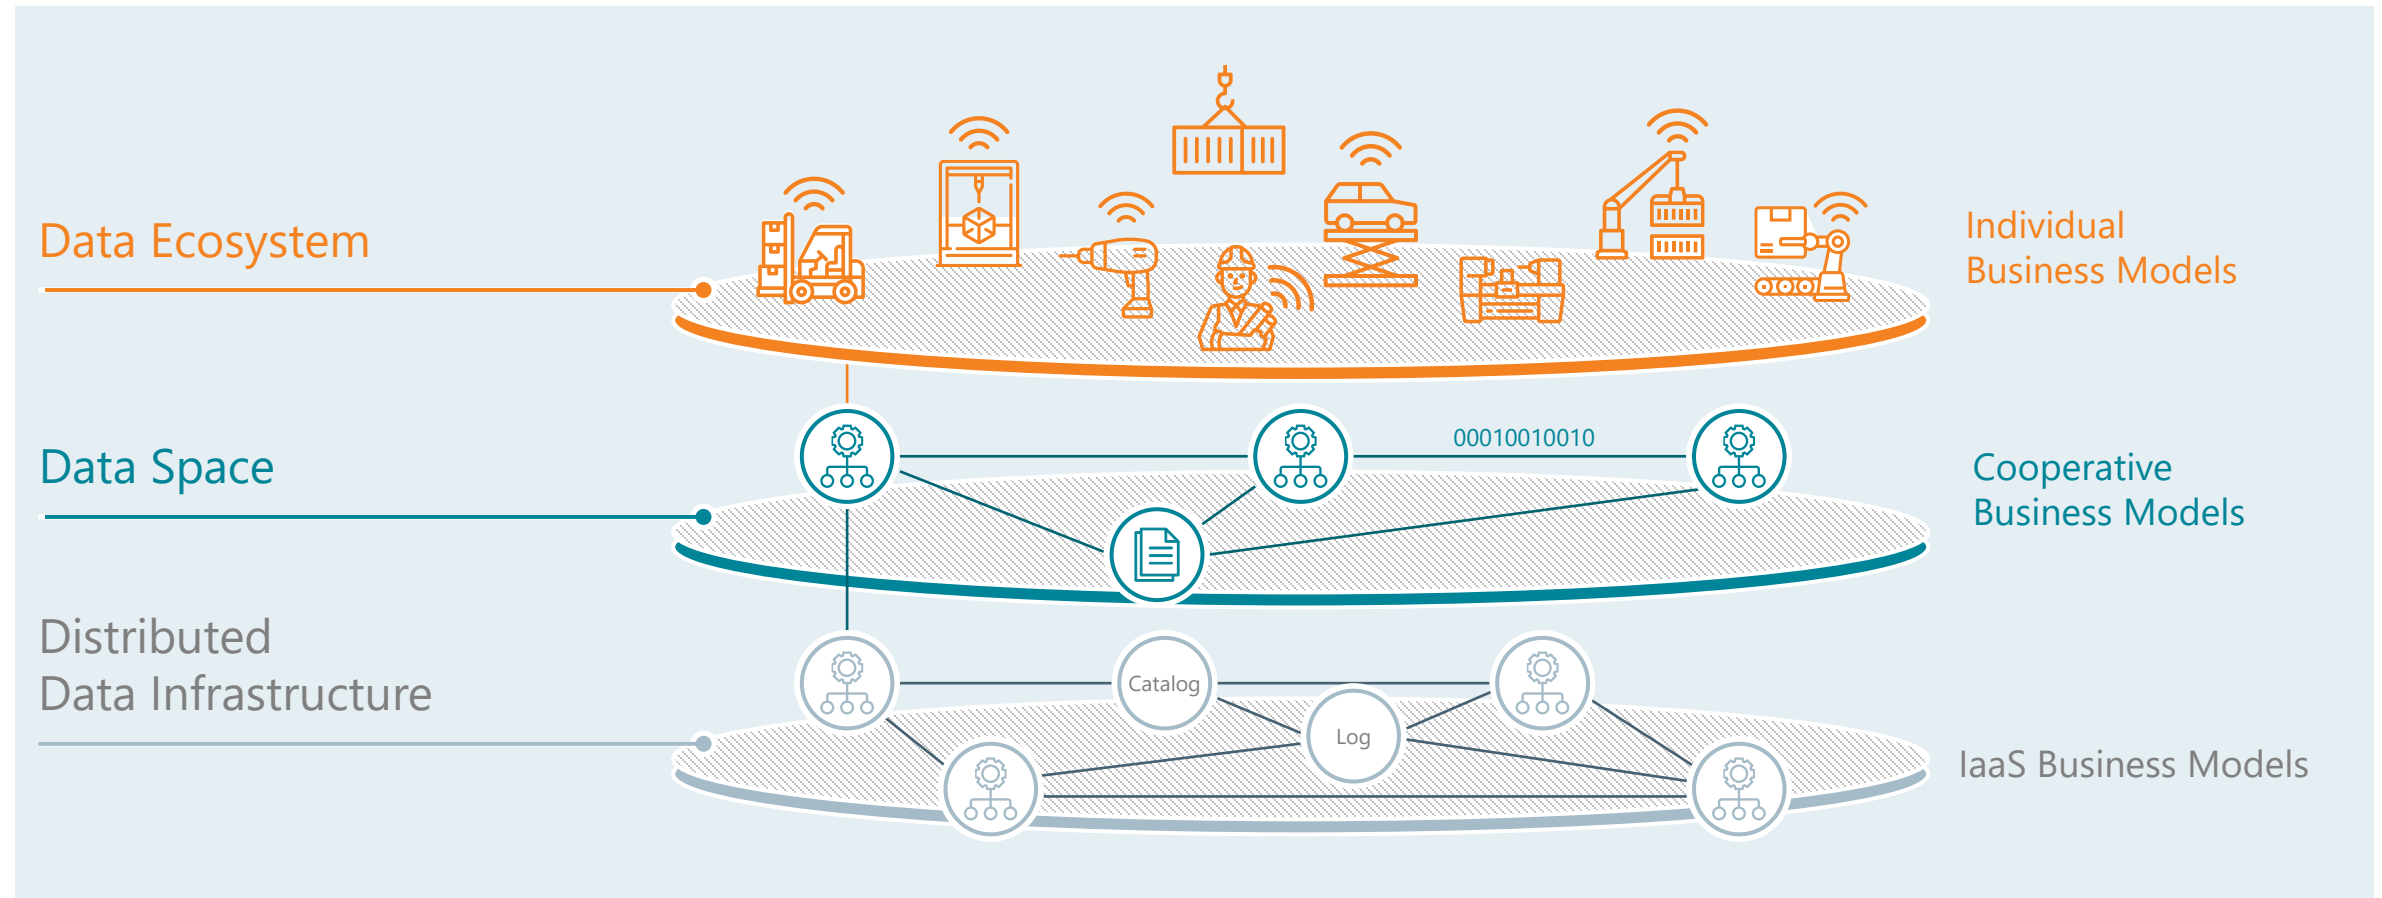 Data Ecosystem
Individual
Business Models
00010010010
Data Space
Cooperative
Business Models
Distributed
Data Infrastructure
Catalog
Log
IaaS Business Models